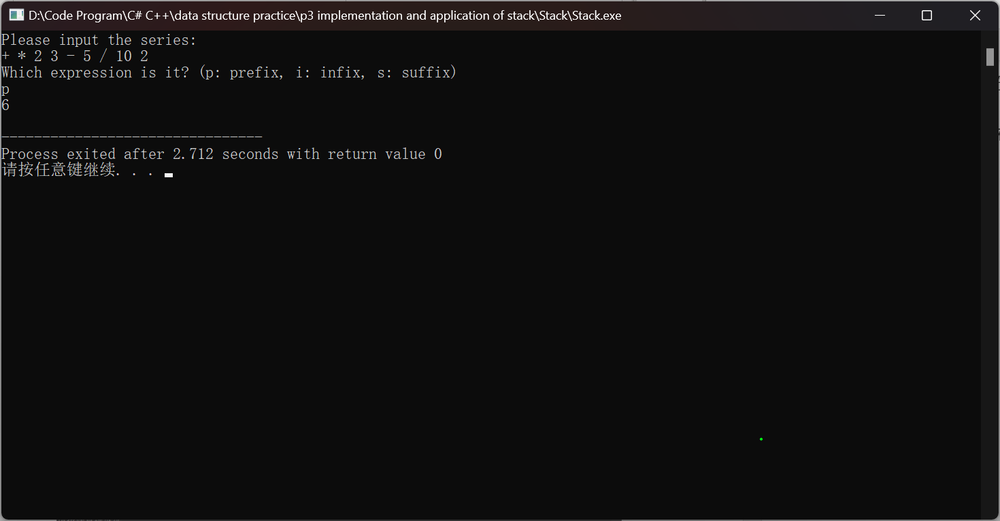 D:\Code Program\C# C++\data structure practice\p3 implementation and application of stack\Stack\Stack.exe
Please input the series:
+ * 2 3 - 5 / 10 2
Which expression is it? (p: prefix, i: infix, s: suffix)
p
6
--------------------------------
Process exited after 2.712 seconds with return value 0
请按任意键继续. . .